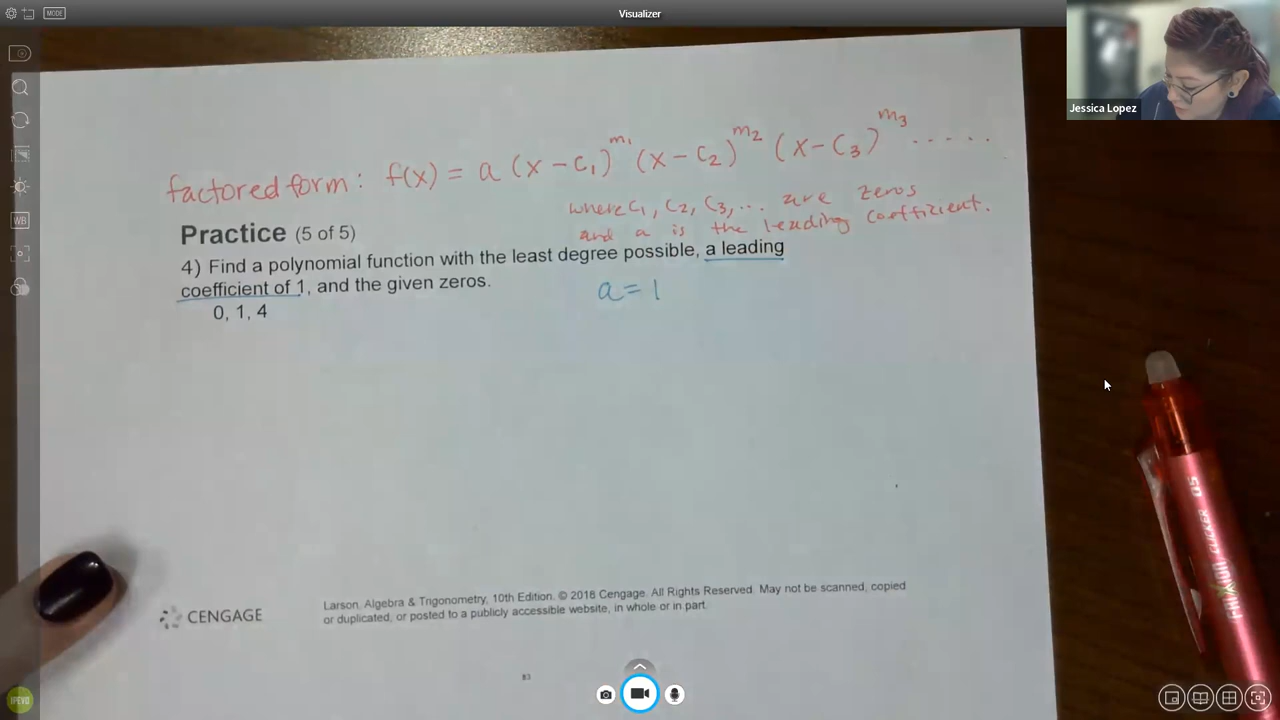 Visualizer
MODE
Jessica Lopez
WB
factored form: f(x) = a (x - c₁)^m₁ (x - c₂)^m₂ (x - c₃)^m₃ .....
where c₁, c₂, c₃, ... are zeros
and a is the leading coefficient.
Practice (5 of 5)
4) Find a polynomial function with the least degree possible, a leading
coefficient of 1, and the given zeros.
a = 1
0, 1, 4
CENGAGE
Larson, Algebra & Trigonometry, 10th Edition. © 2018 Cengage. All Rights Reserved. May not be scanned, copied
or duplicated, or posted to a publicly accessible website, in whole or in part.
83
FRIXION CLICKER 05
IPEVO